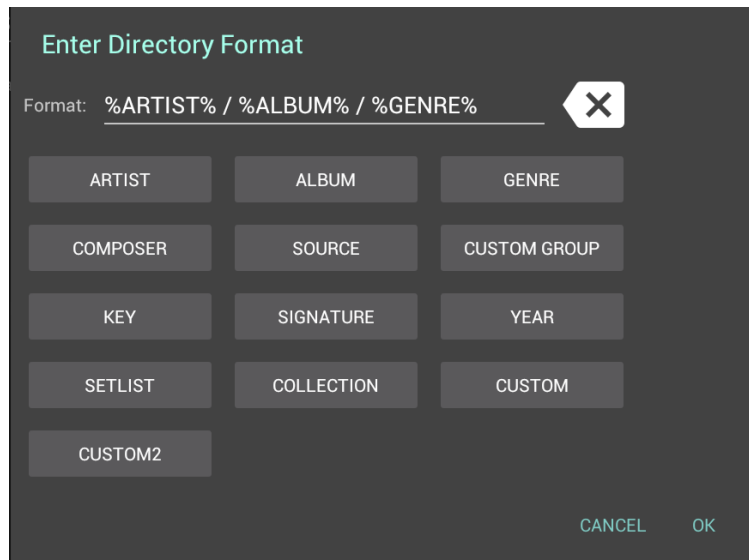 Enter Directory Format
Format: %ARTIST% / %ALBUM% / %GENRE%
ARTIST ALBUM GENRE
COMPOSER SOURCE CUSTOM GROUP
KEY SIGNATURE YEAR
SETLIST COLLECTION CUSTOM
CUSTOM2
CANCEL OK